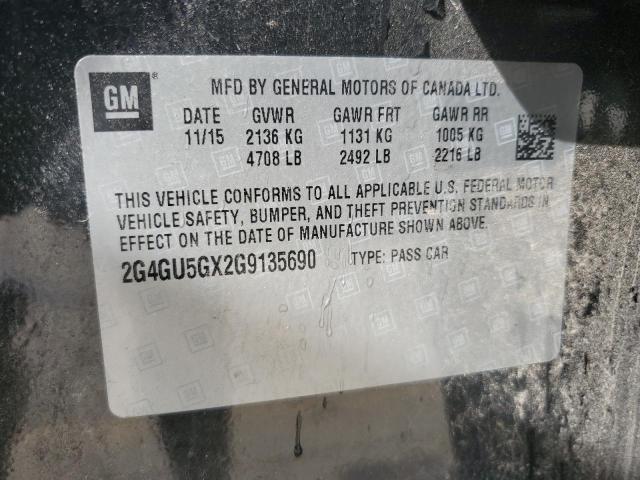 GM
MFD BY GENERAL MOTORS OF CANADA LTD.
DATE GVWR GAWR FRT GAWR RR
11/15 2136 KG 1131 KG 1005 KG
4708 LB 2492 LB 2216 LB
THIS VEHICLE CONFORMS TO ALL APPLICABLE U.S. FEDERAL MOTOR
VEHICLE SAFETY, BUMPER, AND THEFT PREVENTION STANDARDS IN
EFFECT ON THE DATE OF MANUFACTURE SHOWN ABOVE.
2G4GU5GX2G9135690 TYPE: PASS CAR